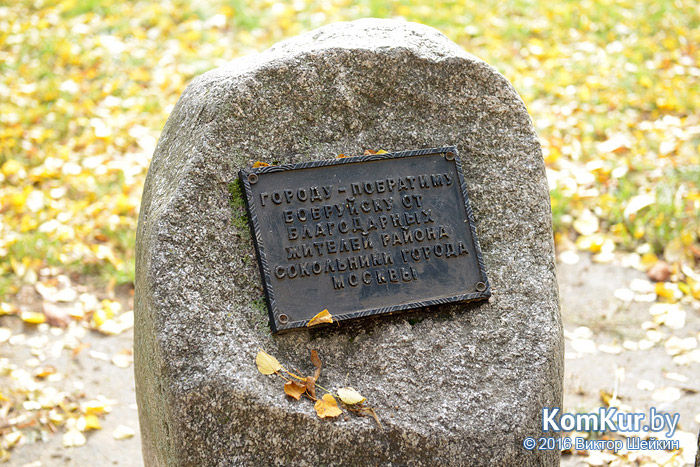 ГОРОДУ - ПОБРАТИМУ
БОБРУЙСКУ ОТ
БЛАГОДАРНЫХ
ЖИТЕЛЕЙ РАЙОНА
СОКОЛЬНИКИ ГОРОДА
МОСКВЫ
KomKur.by
© 2016 Виктор Шейкин